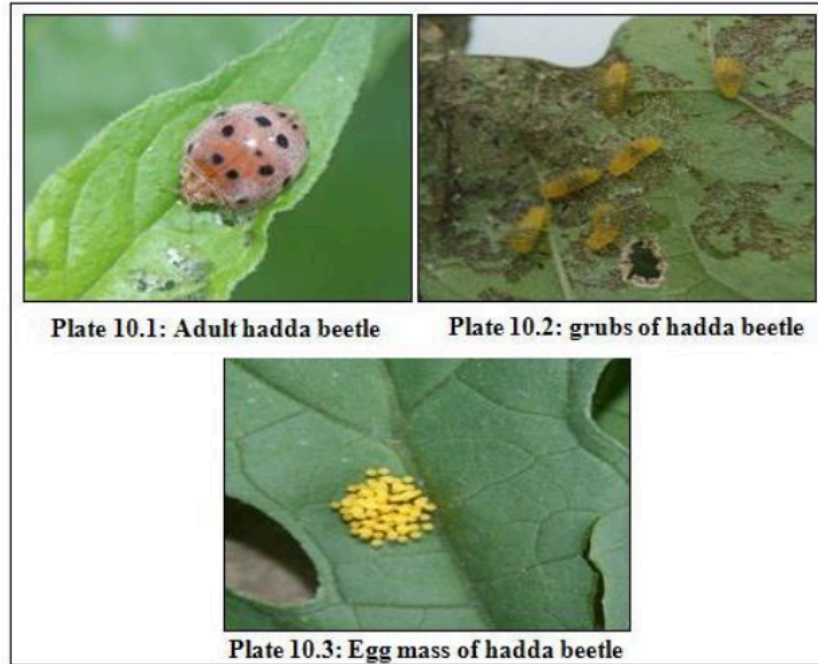 Plate 10.1: Adult hadda beetle
Plate 10.2: grubs of hadda beetle
Plate 10.3: Egg mass of hadda beetle